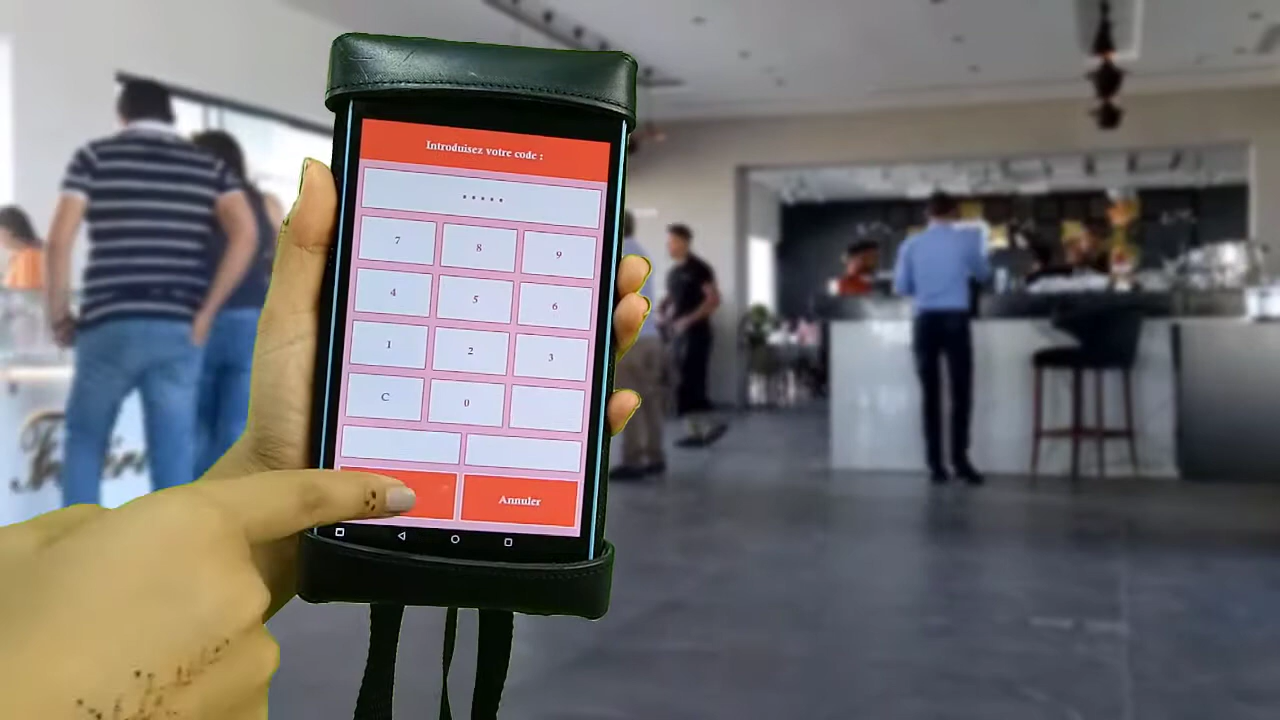 Introduisez votre code :
•••••
7 8 9
4 5 6
1 2 3
C 0
Annuler